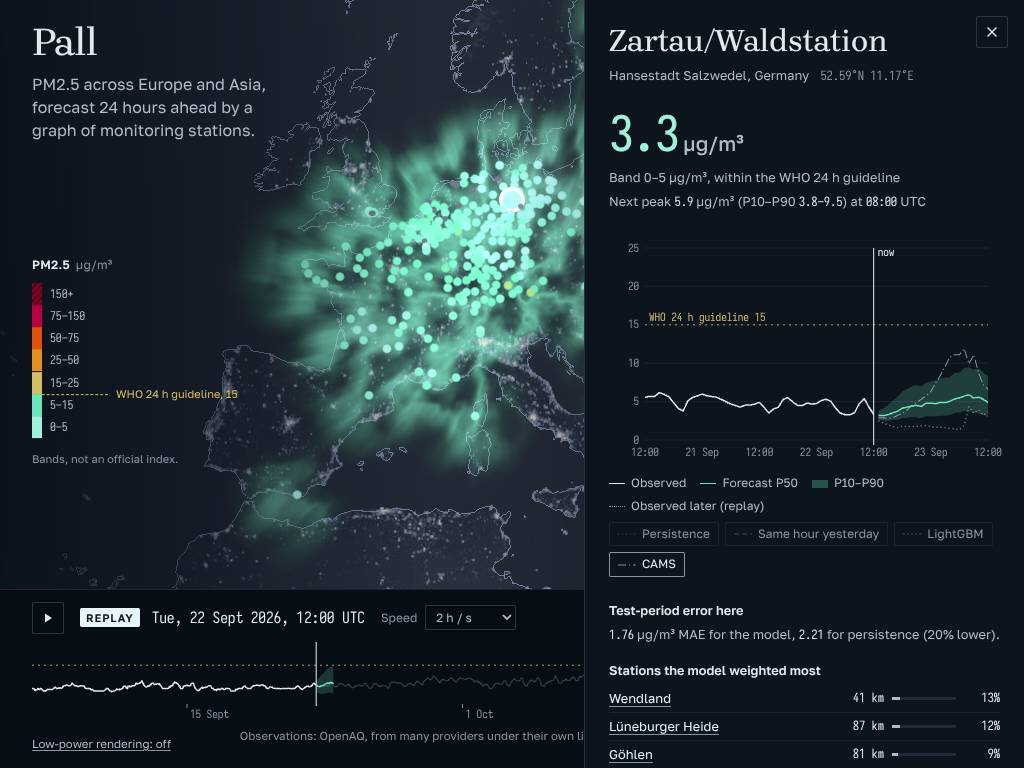 Pall
PM2.5 across Europe and Asia,
forecast 24 hours ahead by a
graph of monitoring stations.
PM2.5 µg/m³
150+
75–150
50–75
25–50
15–25
WHO 24 h guideline, 15
5–15
0–5
Bands, not an official index.
REPLAY
Tue, 22 Sept 2026, 12:00 UTC
Speed
2 h / s
15 Sept
1 Oct
Low-power rendering: off
Observations: OpenAQ, from many providers under their own li
Zartau/Waldstation
Hansestadt Salzwedel, Germany 52.59°N 11.17°E
3.3 µg/m³
Band 0–5 µg/m³, within the WHO 24 h guideline
Next peak 5.9 µg/m³ (P10–P90 3.8–9.5) at 08:00 UTC
25
now
20
WHO 24 h guideline 15
15
10
5
0
12:00 21 Sep 12:00 22 Sep 12:00 23 Sep 12:00
Observed Forecast P50 P10–P90
Observed later (replay)
Persistence Same hour yesterday LightGBM
CAMS
Test-period error here
1.76 µg/m³ MAE for the model, 2.21 for persistence (20% lower).
Stations the model weighted most
Wendland 41 km 13%
Lüneburger Heide 87 km 12%
Göhlen 81 km 9%